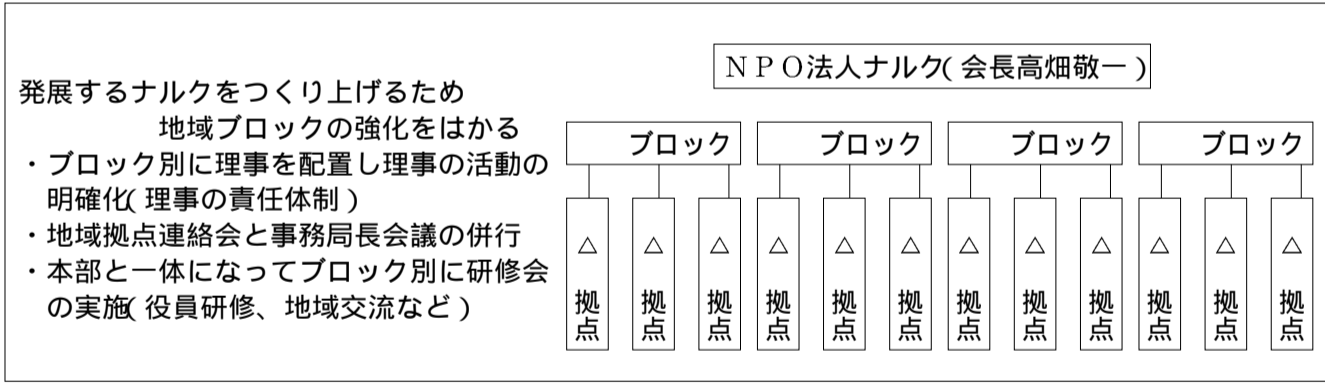 NPO法人ナルク(会長高畑敬一)
発展するナルクをつくり上げるため
地域ブロックの強化をはかる
・ブロック別に理事を配置し理事の活動の
明確化(理事の責任体制)
・地域拠点連絡会と事務局長会議の併行
・本部と一体になってブロック別に研修会
の実施(役員研修、地域交流など)
ブロック
ブロック
ブロック
ブロック
△拠点
△拠点
△拠点
△拠点
△拠点
△拠点
△拠点
△拠点
△拠点
△拠点
△拠点
△拠点